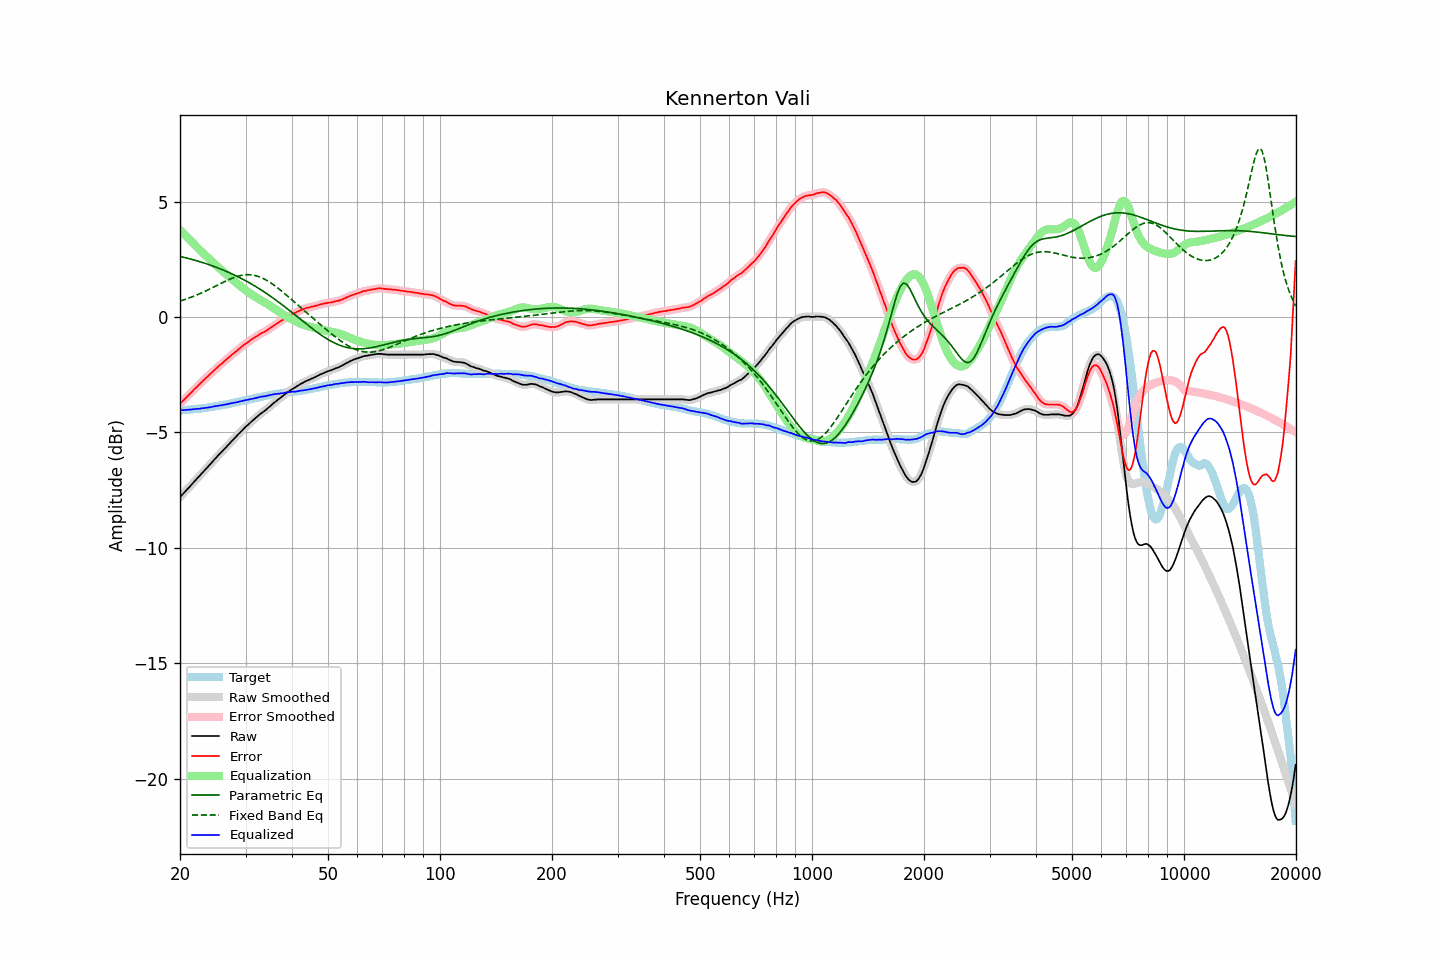 Kennerton Vali
Amplitude (dBr)
5
0
−5
−10
−15
−20
Target
Raw Smoothed
Error Smoothed
Raw
Error
Equalization
Parametric Eq
Fixed Band Eq
Equalized
20 50 100 200 500 1000 2000 5000 10000 20000
Frequency (Hz)